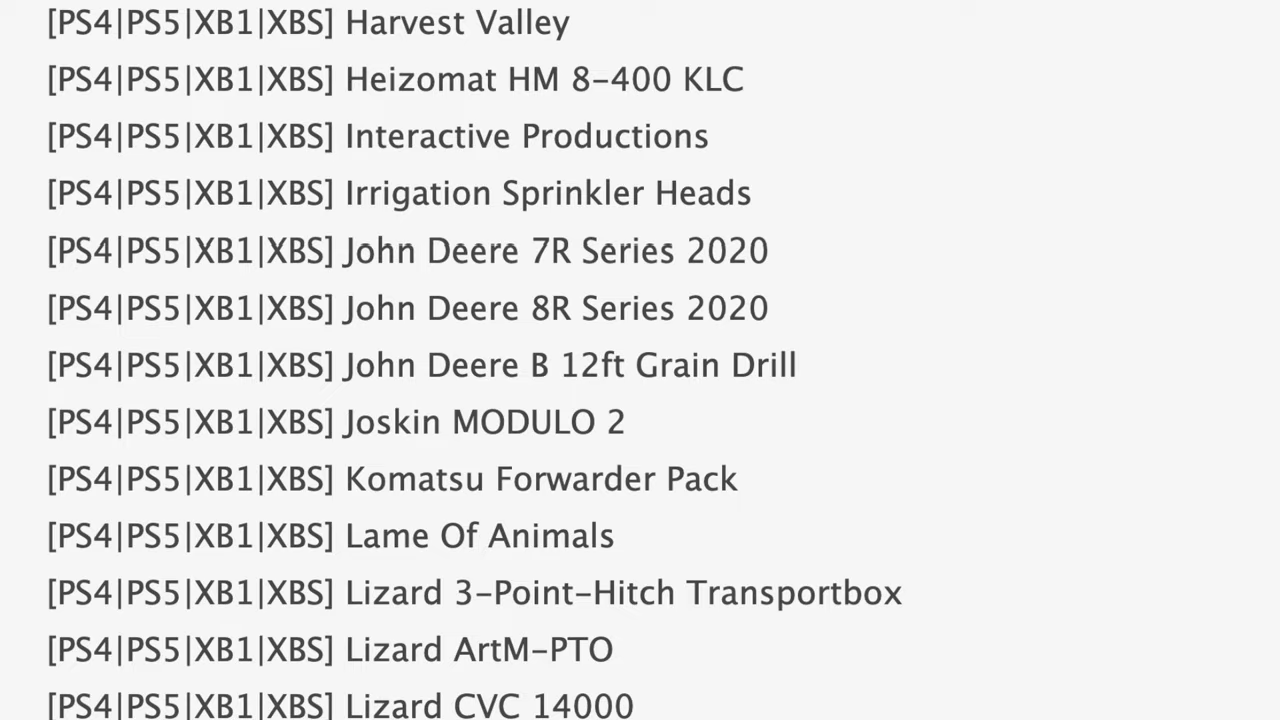 [PS4|PS5|XB1|XBS] Harvest Valley
[PS4|PS5|XB1|XBS] Heizomat HM 8-400 KLC
[PS4|PS5|XB1|XBS] Interactive Productions
[PS4|PS5|XB1|XBS] Irrigation Sprinkler Heads
[PS4|PS5|XB1|XBS] John Deere 7R Series 2020
[PS4|PS5|XB1|XBS] John Deere 8R Series 2020
[PS4|PS5|XB1|XBS] John Deere B 12ft Grain Drill
[PS4|PS5|XB1|XBS] Joskin MODULO 2
[PS4|PS5|XB1|XBS] Komatsu Forwarder Pack
[PS4|PS5|XB1|XBS] Lame Of Animals
[PS4|PS5|XB1|XBS] Lizard 3-Point-Hitch Transportbox
[PS4|PS5|XB1|XBS] Lizard ArtM-PTO
[PS4|PS5|XB1|XBS] Lizard CVC 14000